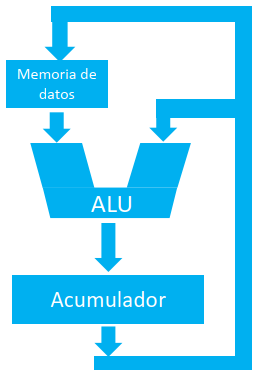 Memoria de
datos
ALU
Acumulador